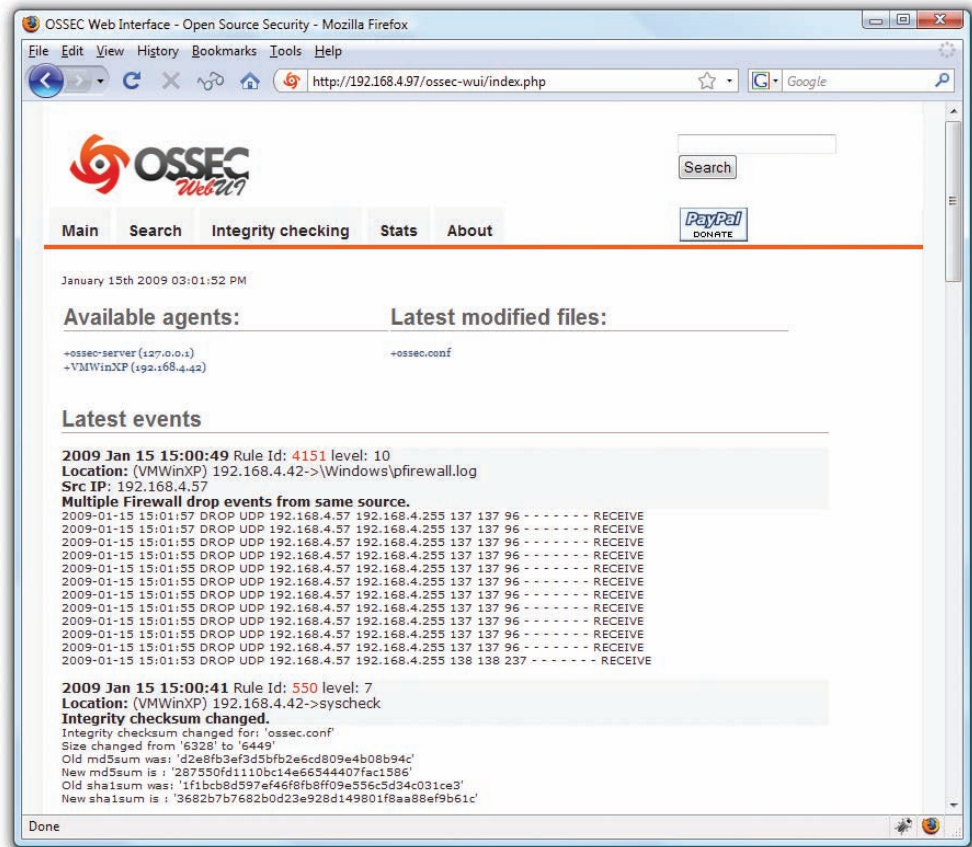 OSSEC Web Interface - Open Source Security - Mozilla Firefox
File Edit View History Bookmarks Tools Help
http://192.168.4.97/ossec-wui/index.php
G Google
OSSEC
WebUI
Search
Main Search Integrity checking Stats About
PayPal
DONATE
January 15th 2009 03:01:52 PM
Available agents: Latest modified files:
+ossec-server (127.0.0.1) +ossec.conf
+VMWinXP (192.168.4.42)
Latest events
2009 Jan 15 15:00:49 Rule Id: 4151 level: 10
Location: (VMWinXP) 192.168.4.42->\Windows\pfirewall.log
Src IP: 192.168.4.57
Multiple Firewall drop events from same source.
2009-01-15 15:01:57 DROP UDP 192.168.4.57 192.168.4.255 137 137 96 - - - - - - - RECEIVE
2009-01-15 15:01:57 DROP UDP 192.168.4.57 192.168.4.255 137 137 96 - - - - - - - RECEIVE
2009-01-15 15:01:55 DROP UDP 192.168.4.57 192.168.4.255 137 137 96 - - - - - - - RECEIVE
2009-01-15 15:01:55 DROP UDP 192.168.4.57 192.168.4.255 137 137 96 - - - - - - - RECEIVE
2009-01-15 15:01:55 DROP UDP 192.168.4.57 192.168.4.255 137 137 96 - - - - - - - RECEIVE
2009-01-15 15:01:55 DROP UDP 192.168.4.57 192.168.4.255 137 137 96 - - - - - - - RECEIVE
2009-01-15 15:01:55 DROP UDP 192.168.4.57 192.168.4.255 137 137 96 - - - - - - - RECEIVE
2009-01-15 15:01:55 DROP UDP 192.168.4.57 192.168.4.255 137 137 96 - - - - - - - RECEIVE
2009-01-15 15:01:55 DROP UDP 192.168.4.57 192.168.4.255 137 137 96 - - - - - - - RECEIVE
2009-01-15 15:01:55 DROP UDP 192.168.4.57 192.168.4.255 137 137 96 - - - - - - - RECEIVE
2009-01-15 15:01:55 DROP UDP 192.168.4.57 192.168.4.255 137 137 96 - - - - - - - RECEIVE
2009-01-15 15:01:53 DROP UDP 192.168.4.57 192.168.4.255 138 138 237 - - - - - - - RECEIVE
2009 Jan 15 15:00:41 Rule Id: 550 level: 7
Location: (VMWinXP) 192.168.4.42->syscheck
Integrity checksum changed.
Integrity checksum changed for: 'ossec.conf'
Size changed from '6328' to '6449'
Old md5sum was: 'd2e8fb3ef3d5bfb2e6cd809e4b08b94c'
New md5sum is : '287550fd1110bc14e66544407fac1586'
Old sha1sum was: '1f1bcb8d597ef46f8fb8ff09e556c5d34c031ce3'
New sha1sum is : '3682b7b7682b0d23e928d149801f8aa88ef9b61c'
Done